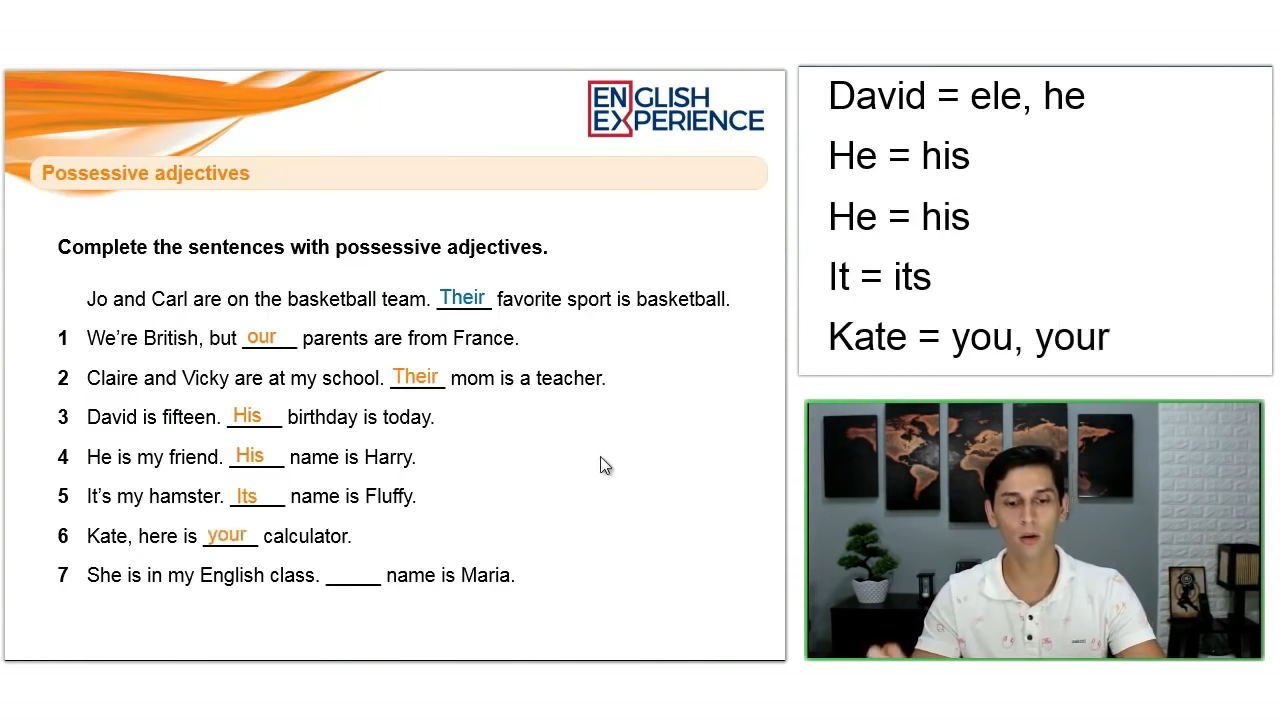 ENGLISH
EXPERIENCE
Possessive adjectives
Complete the sentences with possessive adjectives.
Jo and Carl are on the basketball team. Their favorite sport is basketball.
1 We’re British, but our parents are from France.
2 Claire and Vicky are at my school. Their mom is a teacher.
3 David is fifteen. His birthday is today.
4 He is my friend. His name is Harry.
5 It’s my hamster. Its name is Fluffy.
6 Kate, here is your calculator.
7 She is in my English class. _____ name is Maria.
David = ele, he
He = his
He = his
It = its
Kate = you, your